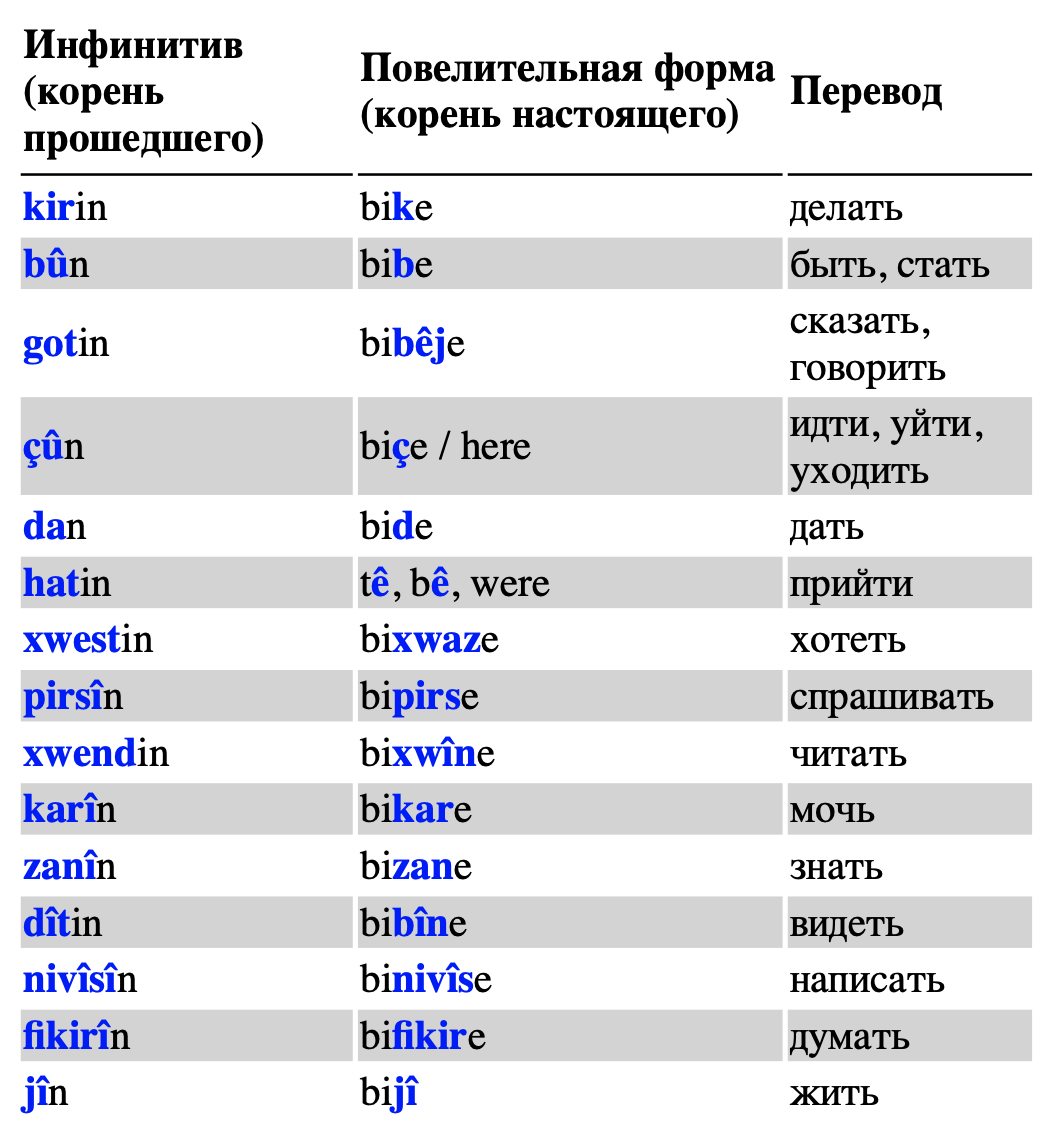 Инфинитив (корень прошедшего) Повелительная форма (корень настоящего) Перевод
kirin bike делать
bûn bibe быть, стать
gotin bibêje сказать, говорить
çûn biçe / here идти, уйти, уходить
dan bide дать
hatin tê, bê, were прийти
xwestin bixwaze хотеть
pirsîn bipirse спрашивать
xwendin bixwîne читать
karîn bikare мочь
zanîn bizane знать
dîtin bibîne видеть
nivîsîn binivîse написать
fikirîn bifikire думать
jîn bijî жить